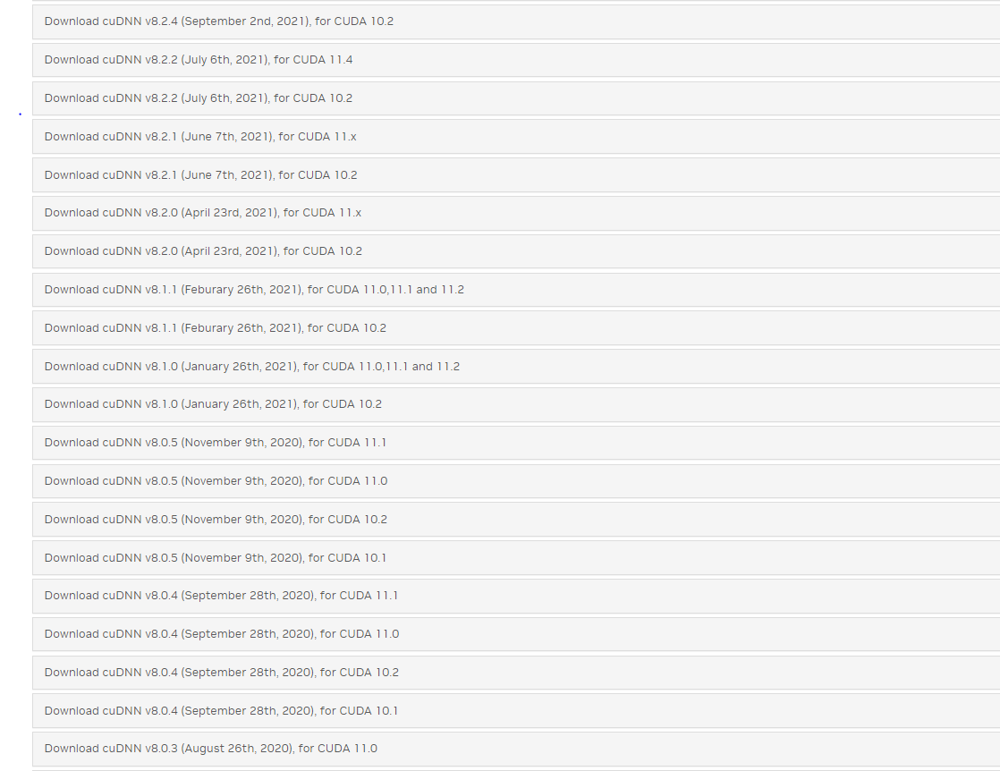 Download cuDNN v8.2.4 (September 2nd, 2021), for CUDA 10.2
Download cuDNN v8.2.2 (July 6th, 2021), for CUDA 11.4
Download cuDNN v8.2.2 (July 6th, 2021), for CUDA 10.2
Download cuDNN v8.2.1 (June 7th, 2021), for CUDA 11.x
Download cuDNN v8.2.1 (June 7th, 2021), for CUDA 10.2
Download cuDNN v8.2.0 (April 23rd, 2021), for CUDA 11.x
Download cuDNN v8.2.0 (April 23rd, 2021), for CUDA 10.2
Download cuDNN v8.1.1 (Feburary 26th, 2021), for CUDA 11.0,11.1 and 11.2
Download cuDNN v8.1.1 (Feburary 26th, 2021), for CUDA 10.2
Download cuDNN v8.1.0 (January 26th, 2021), for CUDA 11.0,11.1 and 11.2
Download cuDNN v8.1.0 (January 26th, 2021), for CUDA 10.2
Download cuDNN v8.0.5 (November 9th, 2020), for CUDA 11.1
Download cuDNN v8.0.5 (November 9th, 2020), for CUDA 11.0
Download cuDNN v8.0.5 (November 9th, 2020), for CUDA 10.2
Download cuDNN v8.0.5 (November 9th, 2020), for CUDA 10.1
Download cuDNN v8.0.4 (September 28th, 2020), for CUDA 11.1
Download cuDNN v8.0.4 (September 28th, 2020), for CUDA 11.0
Download cuDNN v8.0.4 (September 28th, 2020), for CUDA 10.2
Download cuDNN v8.0.4 (September 28th, 2020), for CUDA 10.1
Download cuDNN v8.0.3 (August 26th, 2020), for CUDA 11.0